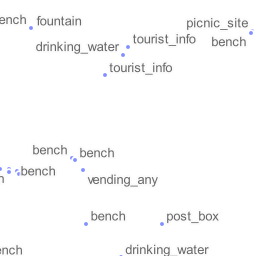 ench fountain picnic_site
drinking_water tourist_info bench
tourist_info
bench bench
bench
vending_any
bench post_box
ench drinking_water